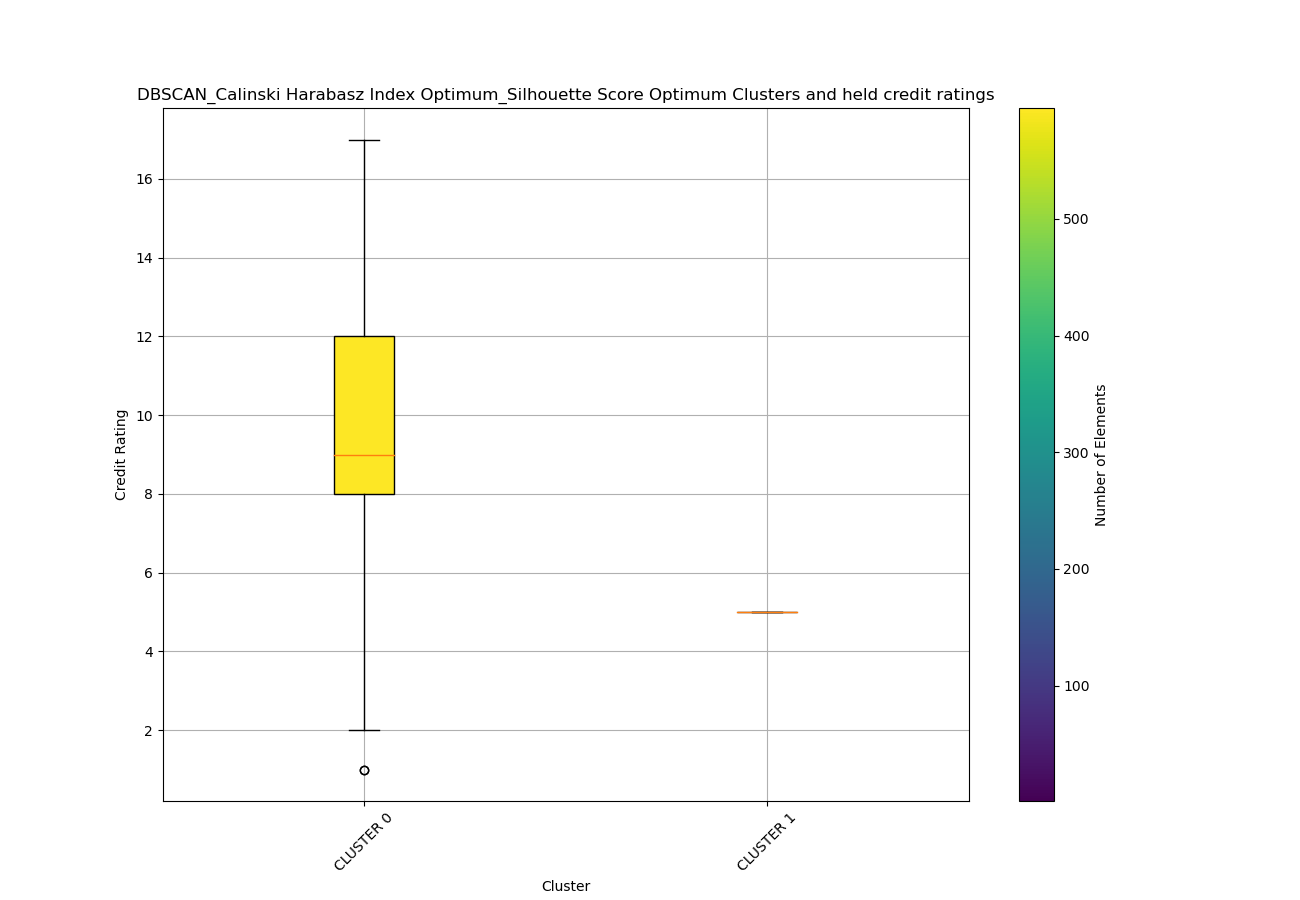 DBSCAN_Calinski Harabasz Index Optimum_Silhouette Score Optimum Clusters and held credit ratings
Credit Rating
16
14
12
10
8
6
4
2
CLUSTER 0
CLUSTER 1
Cluster
500
400
300
200
100
Number of Elements